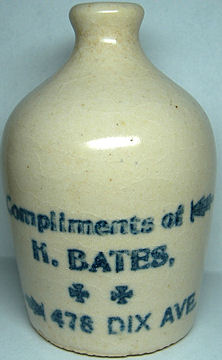 Compliments of
K. BATES,
478 DIX AVE